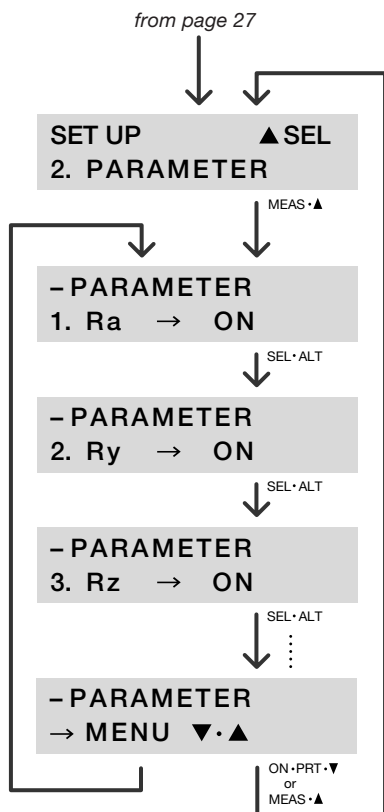 from page 27
SET UP ▲ SEL
2. PARAMETER
MEAS・▲
– PARAMETER
1. Ra → ON
SEL・ALT
– PARAMETER
2. Ry → ON
SEL・ALT
– PARAMETER
3. Rz → ON
SEL・ALT
– PARAMETER
→ MENU ▼・▲
ON・PRT・▼
or
MEAS・▲